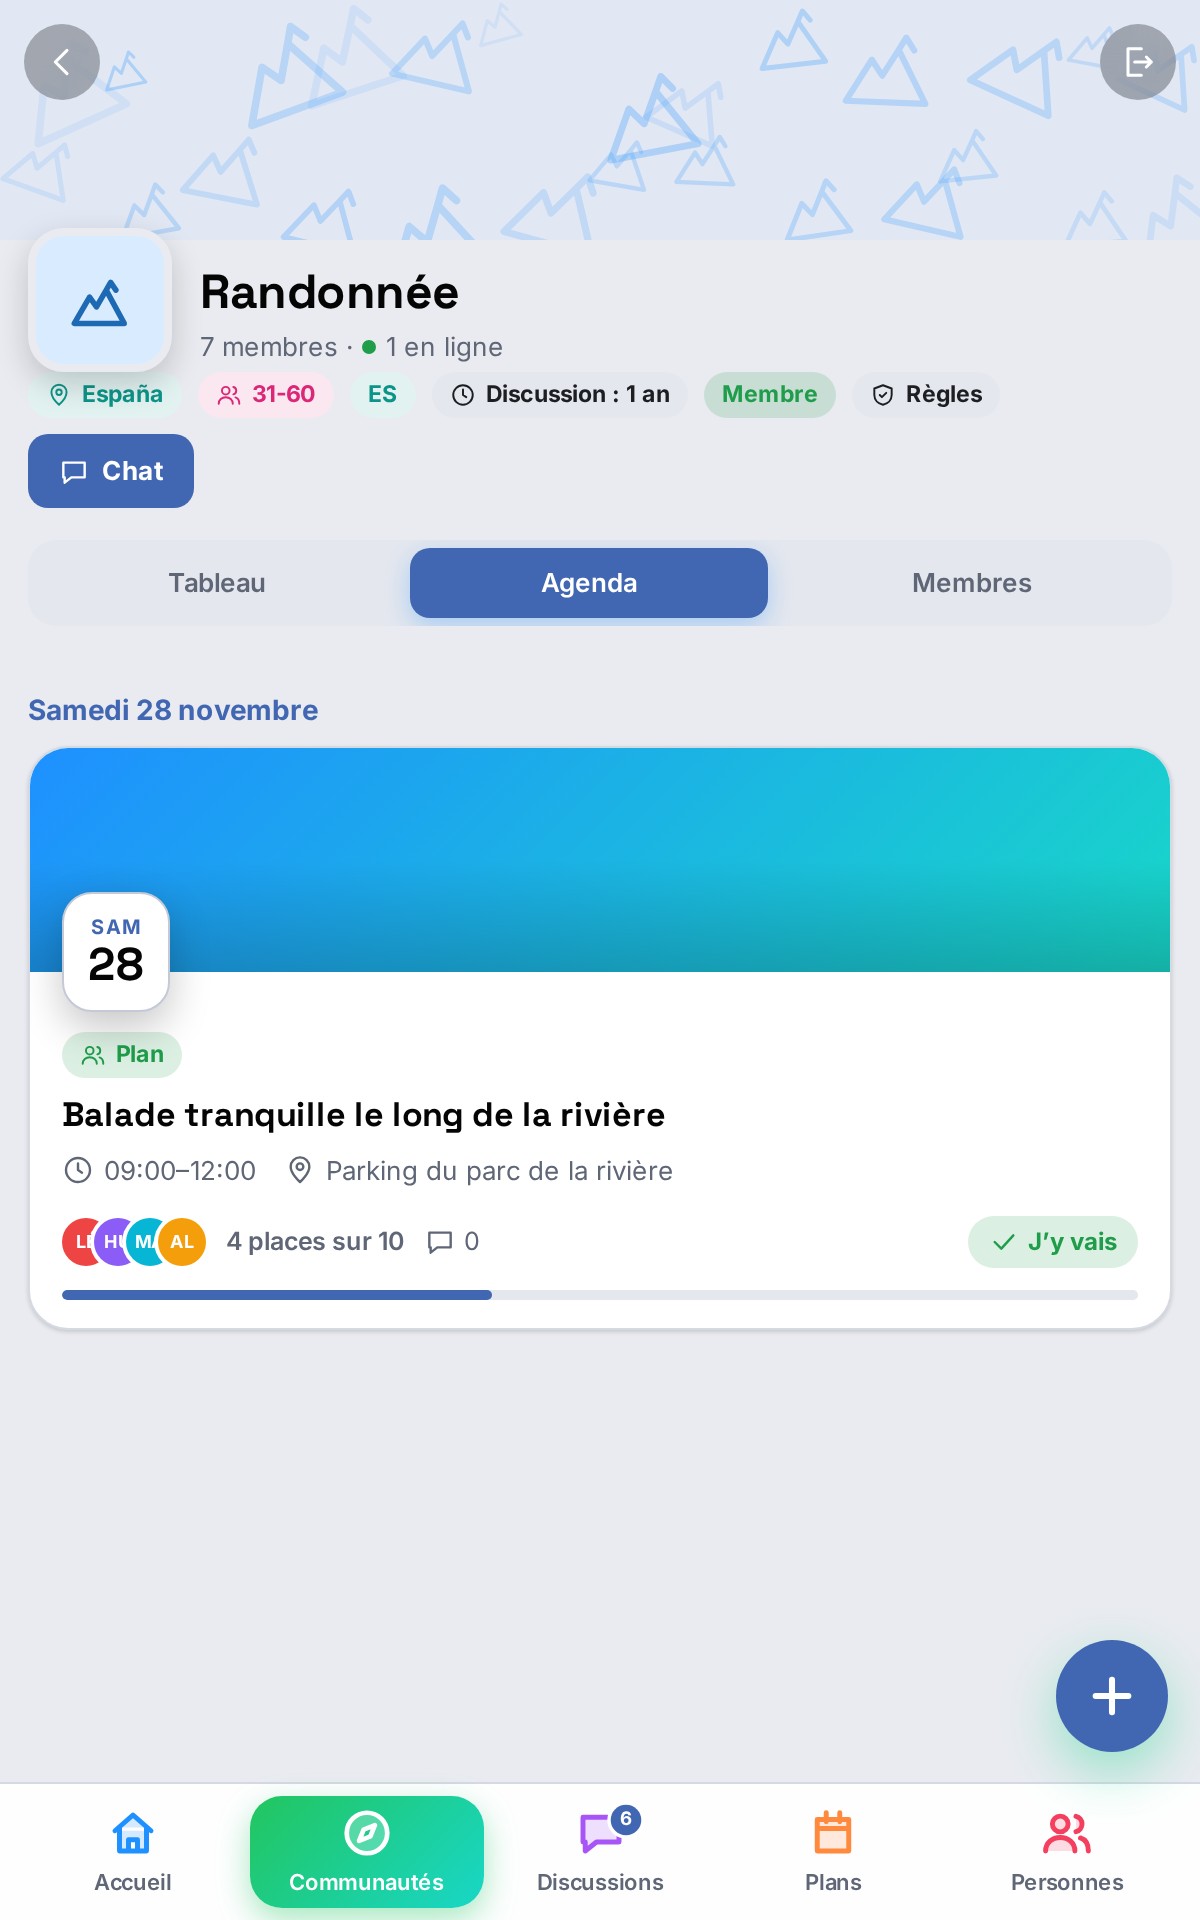 Randonnée
7 membres · 1 en ligne
España 31-60 ES Discussion : 1 an Membre Règles
Chat
Tableau Agenda Membres
Samedi 28 novembre
SAM
28
Plan
Balade tranquille le long de la rivière
09:00–12:00 Parking du parc de la rivière
AL 4 places sur 10 0 J’y vais
6
Accueil Communautés Discussions Plans Personnes